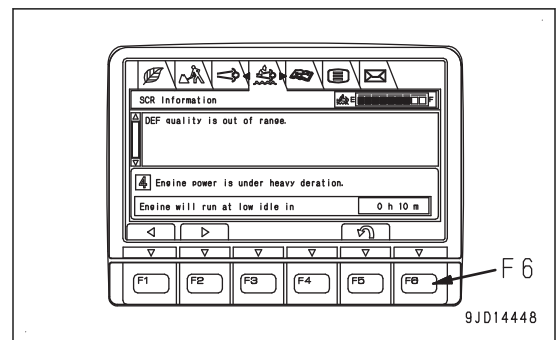 SCR Information
E F
DEF quality is out of range.
4 Engine power is under heavy deration.
Engine will run at low idle in 0 h 10 m
F1 F2 F3 F4 F5 F6
F6
9JD14448